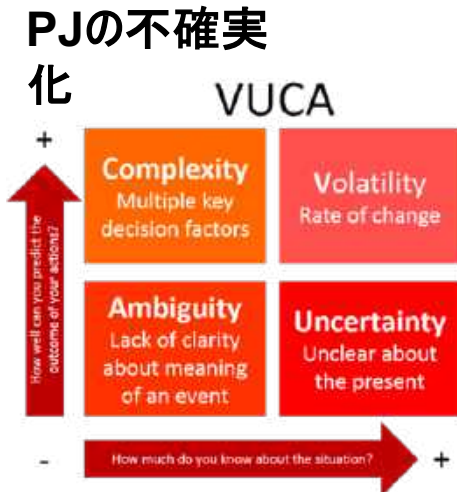 PJの不確実
化
VUCA
+
Complexity
Multiple key
decision factors
Volatility
Rate of change
How well can you predict the
outcome of your actions?
Ambiguity
Lack of clarity
about meaning
of an event
Uncertainty
Unclear about
the present
-
How much do you know about the situation?
+